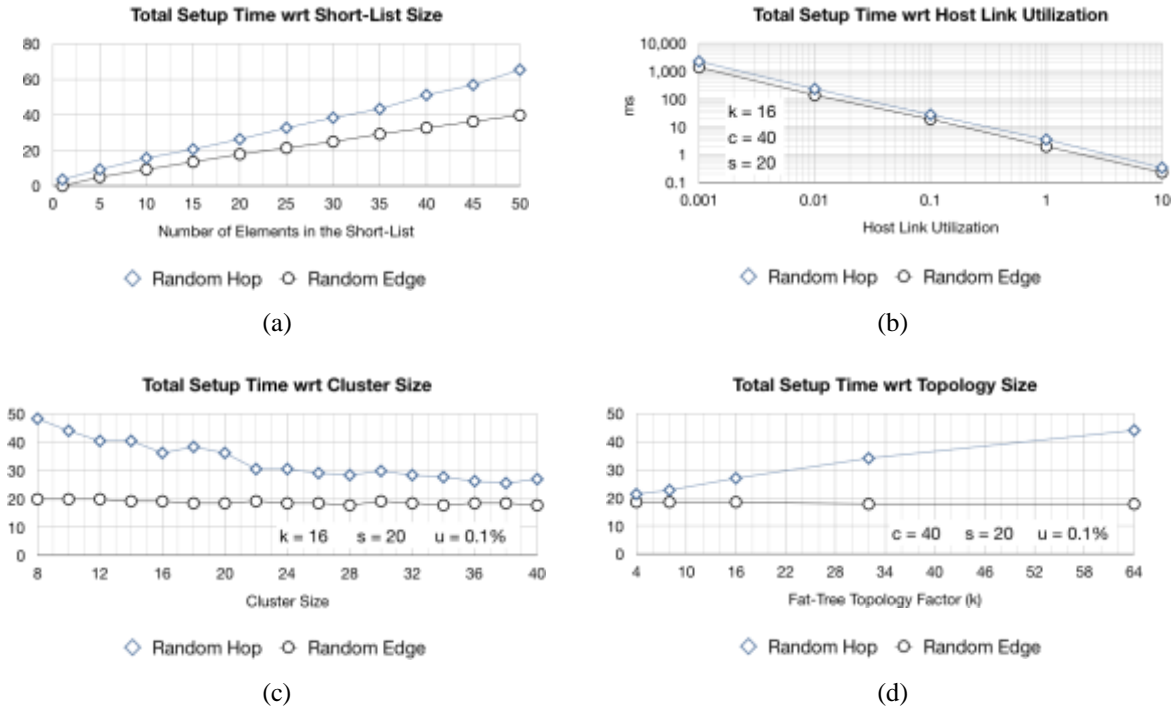 Total Setup Time wrt Short-List Size
80
60
40
20
0
0 5 10 15 20 25 30 35 40 45 50
Number of Elements in the Short-List
Random Hop Random Edge
(a)
Total Setup Time wrt Host Link Utilization
ms
10,000
1,000
100
10
1
0.1
k = 16
c = 40
s = 20
0.001 0.01 0.1 1 10
Host Link Utilization
Random Hop Random Edge
(b)
Total Setup Time wrt Cluster Size
50
40
30
20
10
0
k = 16 s = 20 u = 0.1%
8 12 16 20 24 28 32 36 40
Cluster Size
Random Hop Random Edge
(c)
Total Setup Time wrt Topology Size
50
40
30
20
10
0
c = 40 s = 20 u = 0.1%
4 10 16 22 28 34 40 46 52 58 64
Fat-Tree Topology Factor (k)
Random Hop Random Edge
(d)